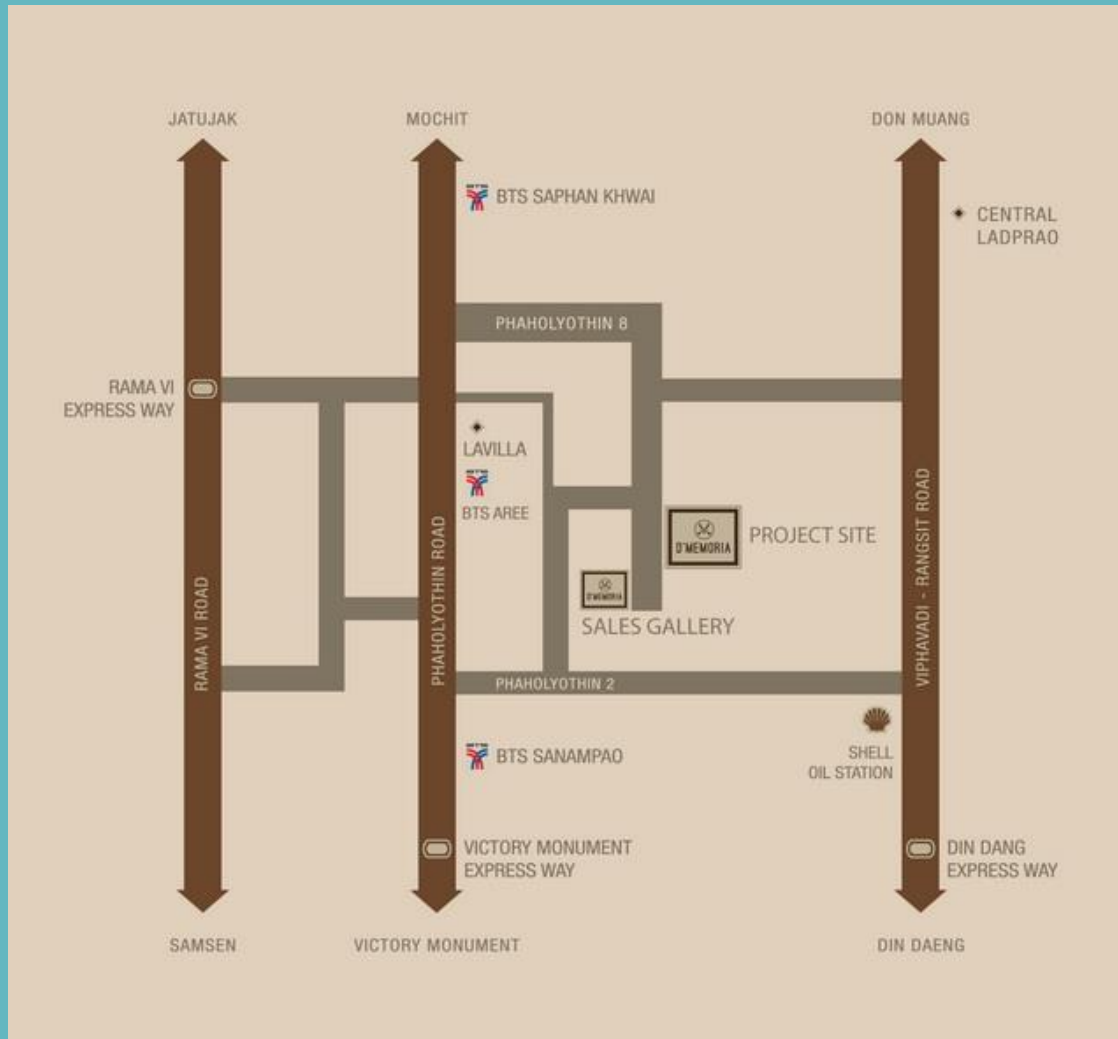 JATUJAK
MOCHIT
DON MUANG
BTS SAPHAN KHWAI
CENTRAL
LADPRAO
PHAHOLYOTHIN 8
RAMA VI
EXPRESS WAY
LAVILLA
BTS AREE
D'MEMORIA
PROJECT SITE
D'MEMORIA
SALES GALLERY
RAMA VI ROAD
PHAHOLYOTHIN ROAD
VIPHAVADI - RANGSIT ROAD
PHAHOLYOTHIN 2
BTS SANAMPAO
SHELL
OIL STATION
VICTORY MONUMENT
EXPRESS WAY
DIN DANG
EXPRESS WAY
SAMSEN
VICTORY MONUMENT
DIN DAENG